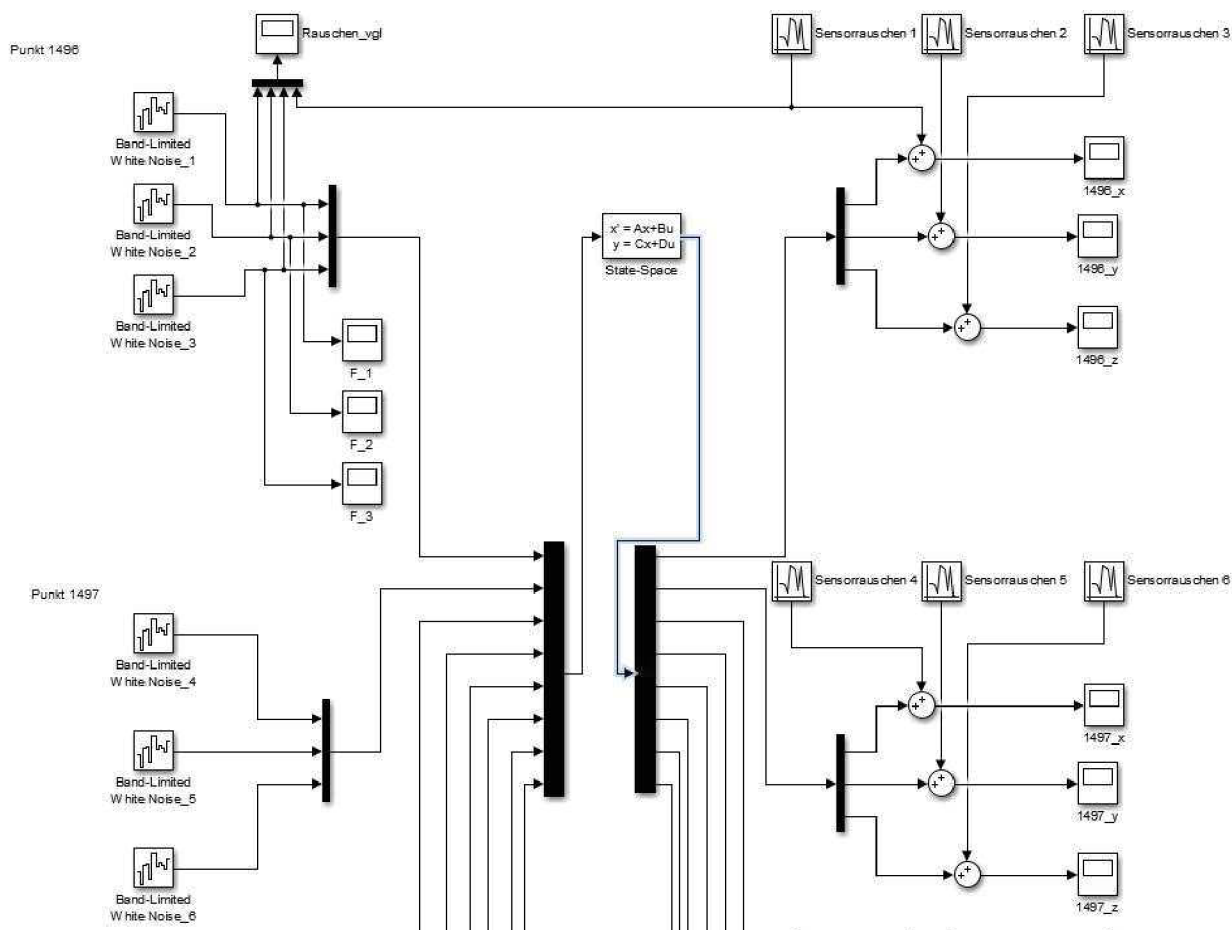 Rauschen_vgl
Sensorrauschen 1
Sensorrauschen 2
Sensorrauschen 3
Punkt 1496
Band-Limited
White Noise_1
1496_x
Band-Limited
White Noise_2
x' = Ax+Bu
y = Cx+Du
State-Space
1496_y
Band-Limited
White Noise_3
1496_z
F_1
F_2
F_3
Punkt 1497
Sensorrauschen 4
Sensorrauschen 5
Sensorrauschen 6
Band-Limited
White Noise_4
1497_x
Band-Limited
White Noise_5
1497_y
Band-Limited
White Noise_6
1497_z